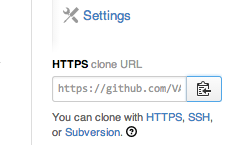 Settings
HTTPS clone URL
https://github.com/VA
You can clone with HTTPS, SSH,
or Subversion.